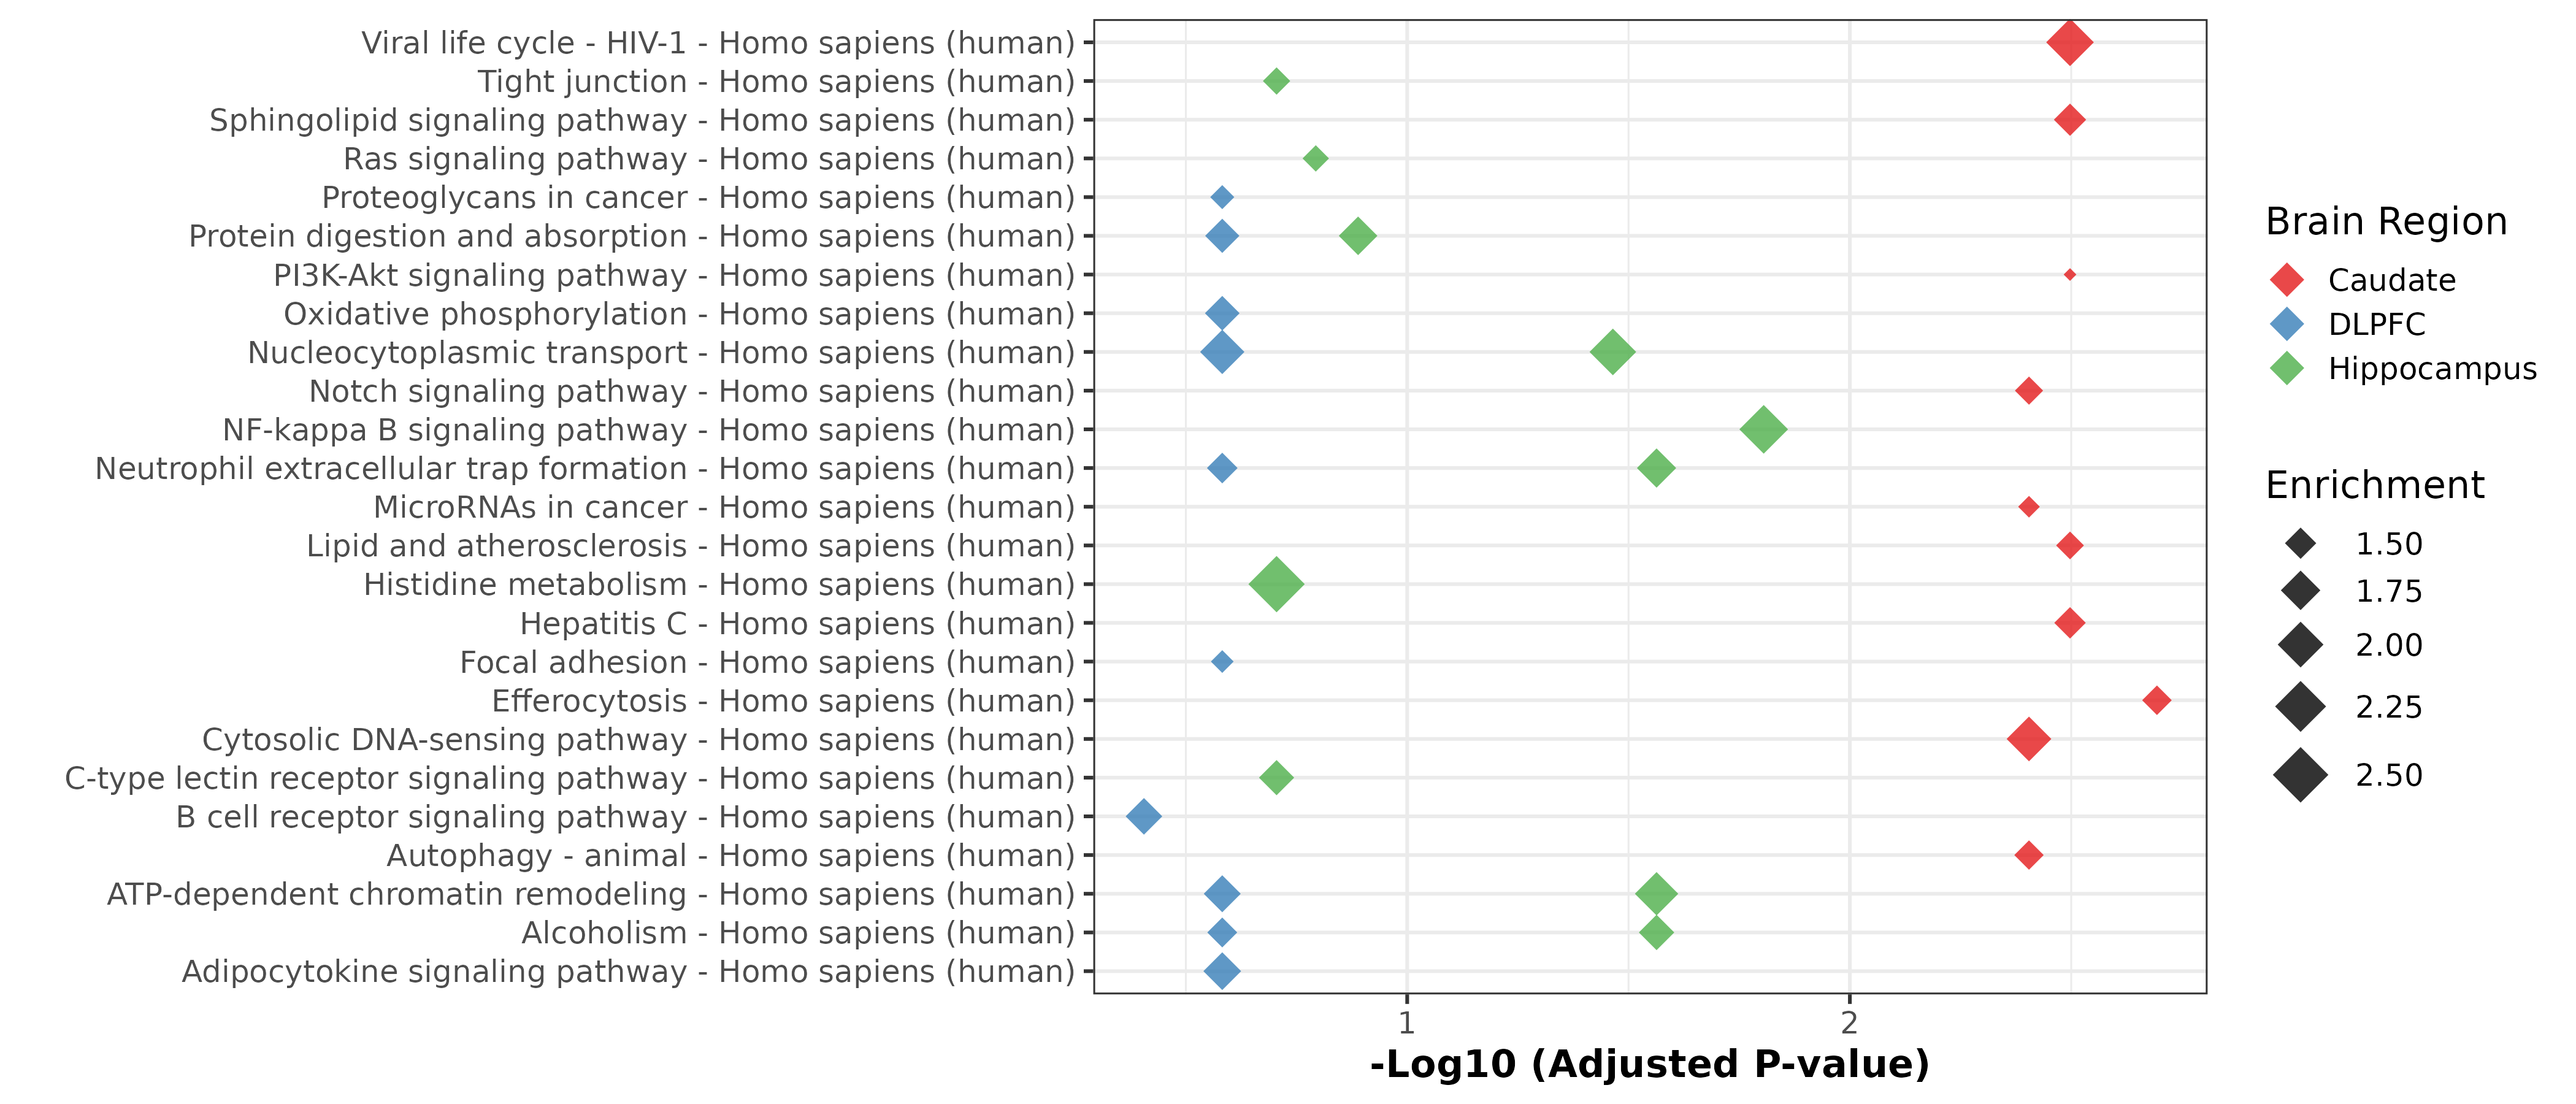 Viral life cycle - HIV-1 - Homo sapiens (human)
Tight junction - Homo sapiens (human)
Sphingolipid signaling pathway - Homo sapiens (human)
Ras signaling pathway - Homo sapiens (human)
Proteoglycans in cancer - Homo sapiens (human)
Protein digestion and absorption - Homo sapiens (human)
PI3K-Akt signaling pathway - Homo sapiens (human)
Oxidative phosphorylation - Homo sapiens (human)
Nucleocytoplasmic transport - Homo sapiens (human)
Notch signaling pathway - Homo sapiens (human)
NF-kappa B signaling pathway - Homo sapiens (human)
Neutrophil extracellular trap formation - Homo sapiens (human)
MicroRNAs in cancer - Homo sapiens (human)
Lipid and atherosclerosis - Homo sapiens (human)
Histidine metabolism - Homo sapiens (human)
Hepatitis C - Homo sapiens (human)
Focal adhesion - Homo sapiens (human)
Efferocytosis - Homo sapiens (human)
Cytosolic DNA-sensing pathway - Homo sapiens (human)
C-type lectin receptor signaling pathway - Homo sapiens (human)
B cell receptor signaling pathway - Homo sapiens (human)
Autophagy - animal - Homo sapiens (human)
ATP-dependent chromatin remodeling - Homo sapiens (human)
Alcoholism - Homo sapiens (human)
Adipocytokine signaling pathway - Homo sapiens (human)
1 2
-Log10 (Adjusted P-value)
Brain Region
Caudate
DLPFC
Hippocampus
Enrichment
1.50
1.75
2.00
2.25
2.50